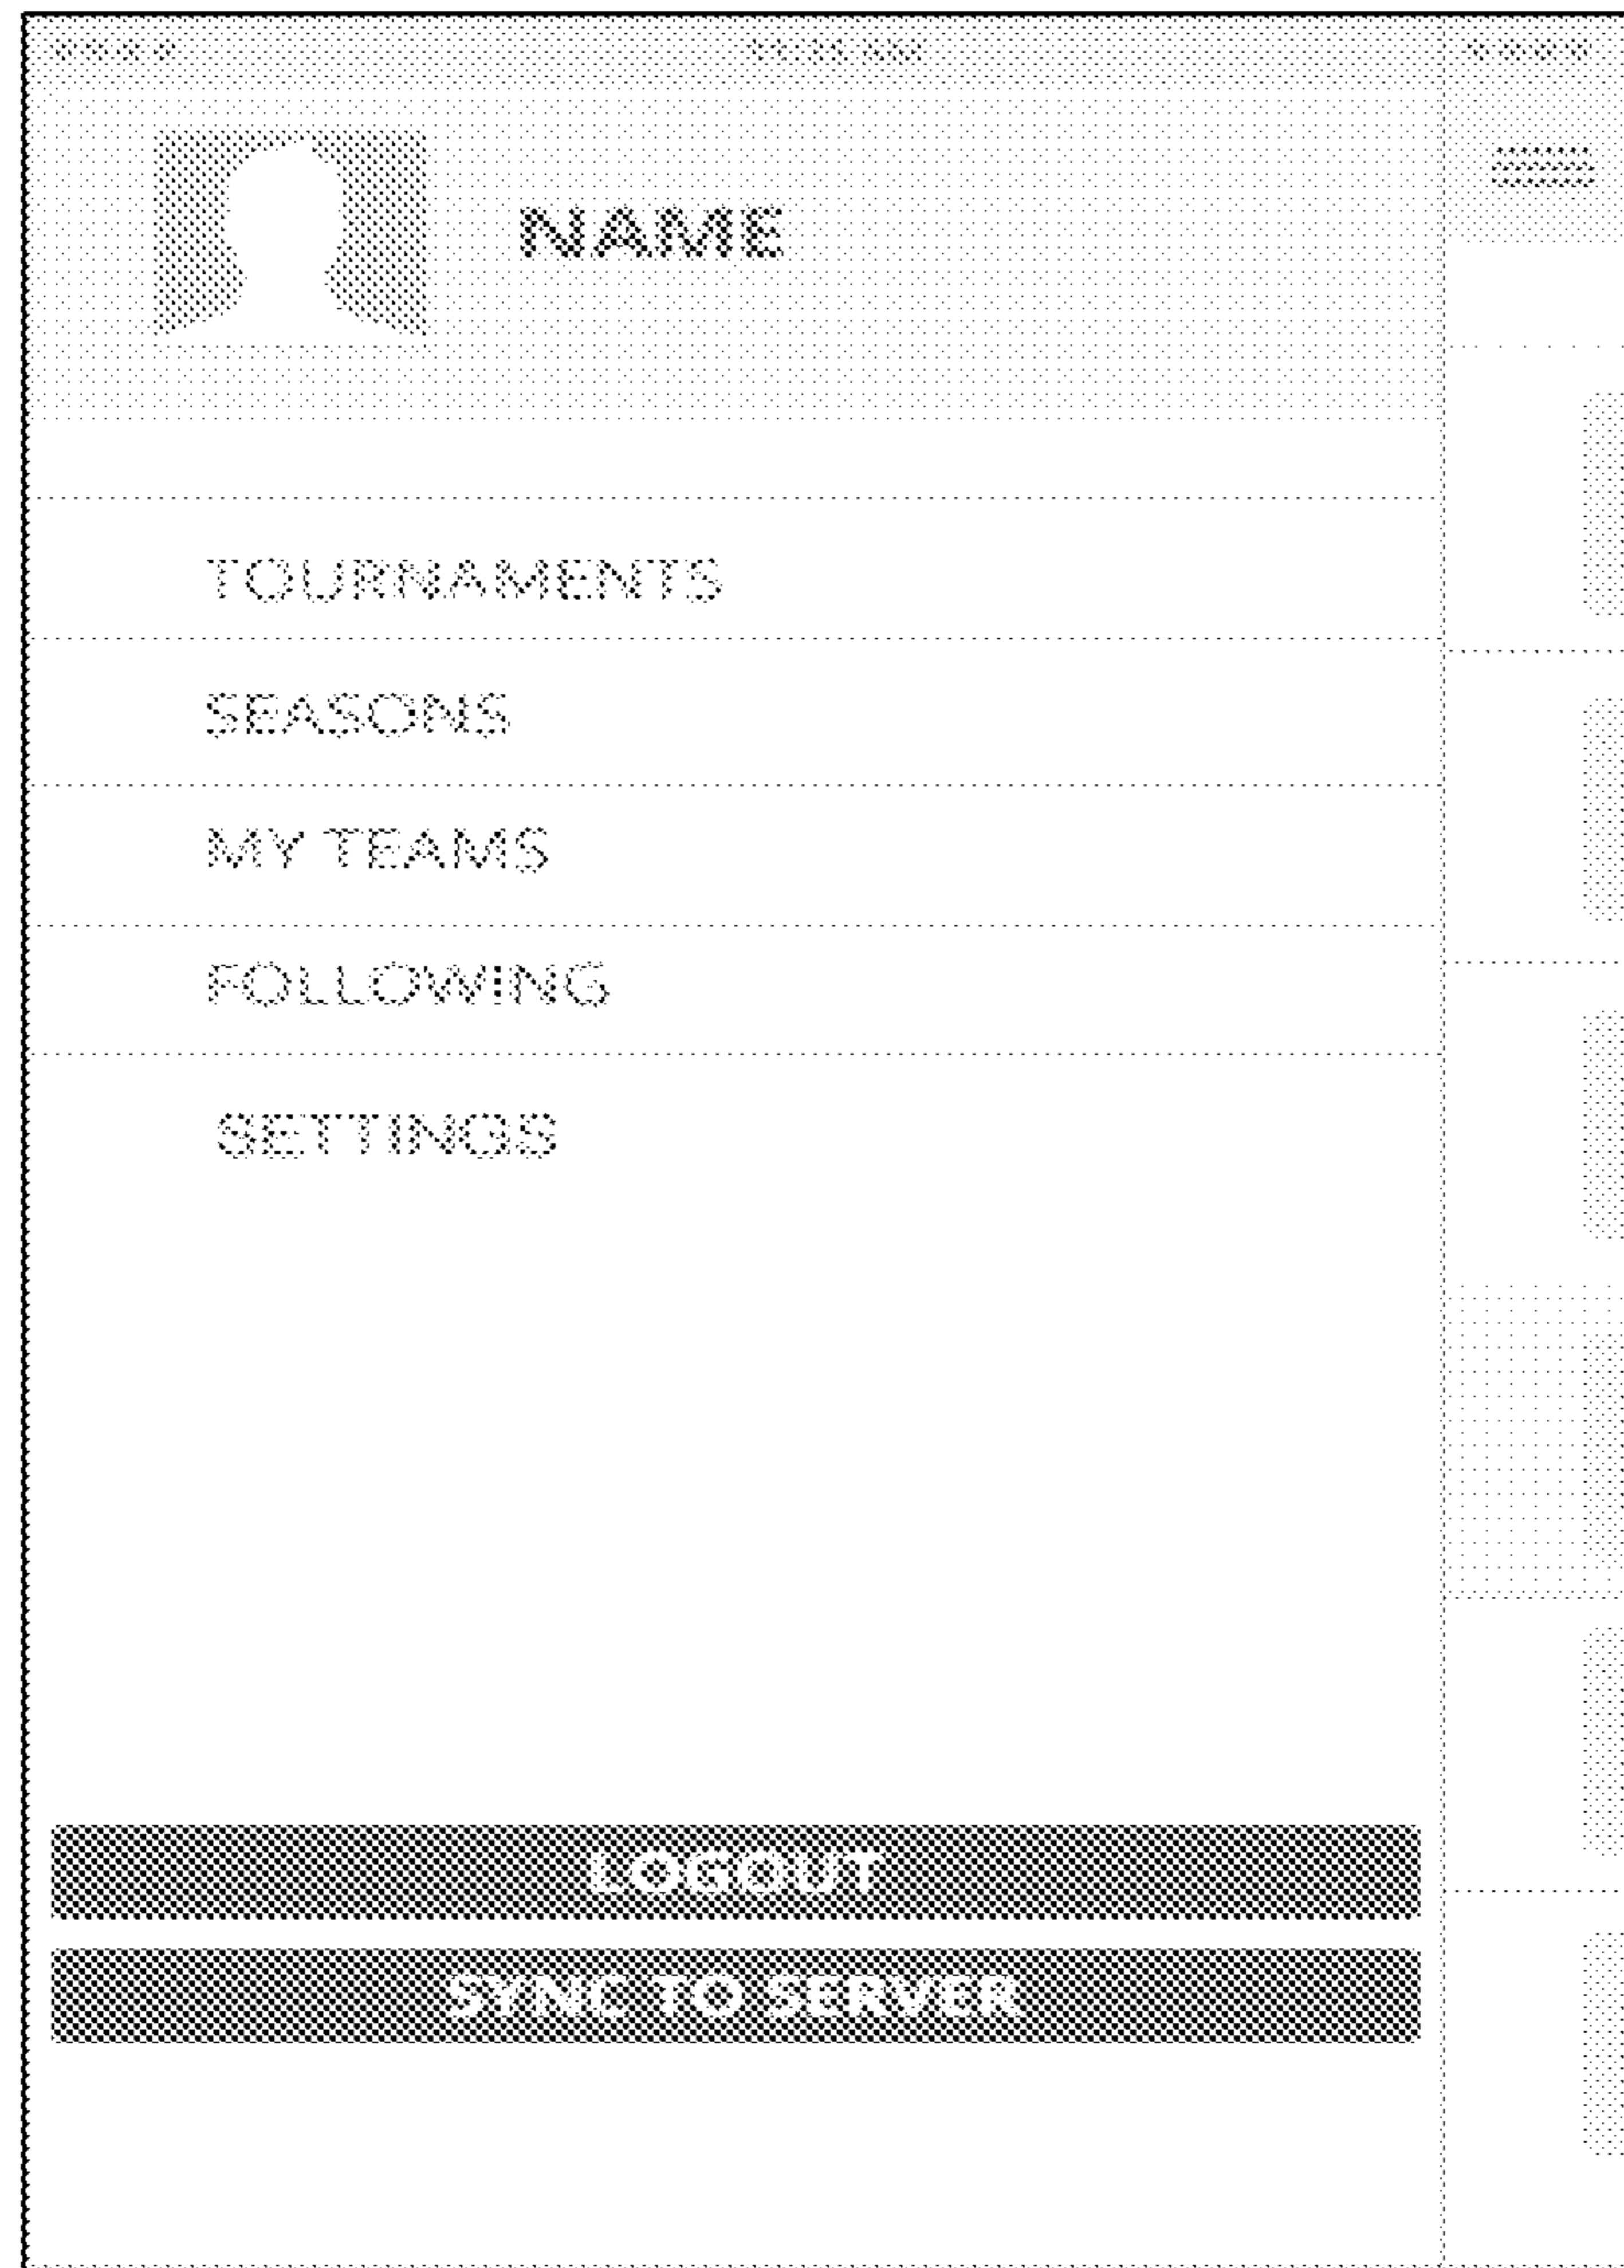 NAME
TOURNAMENTS
SEASONS
MY TEAMS
FOLLOWING
SETTINGS
LOGOUT
SYNC TO SERVER